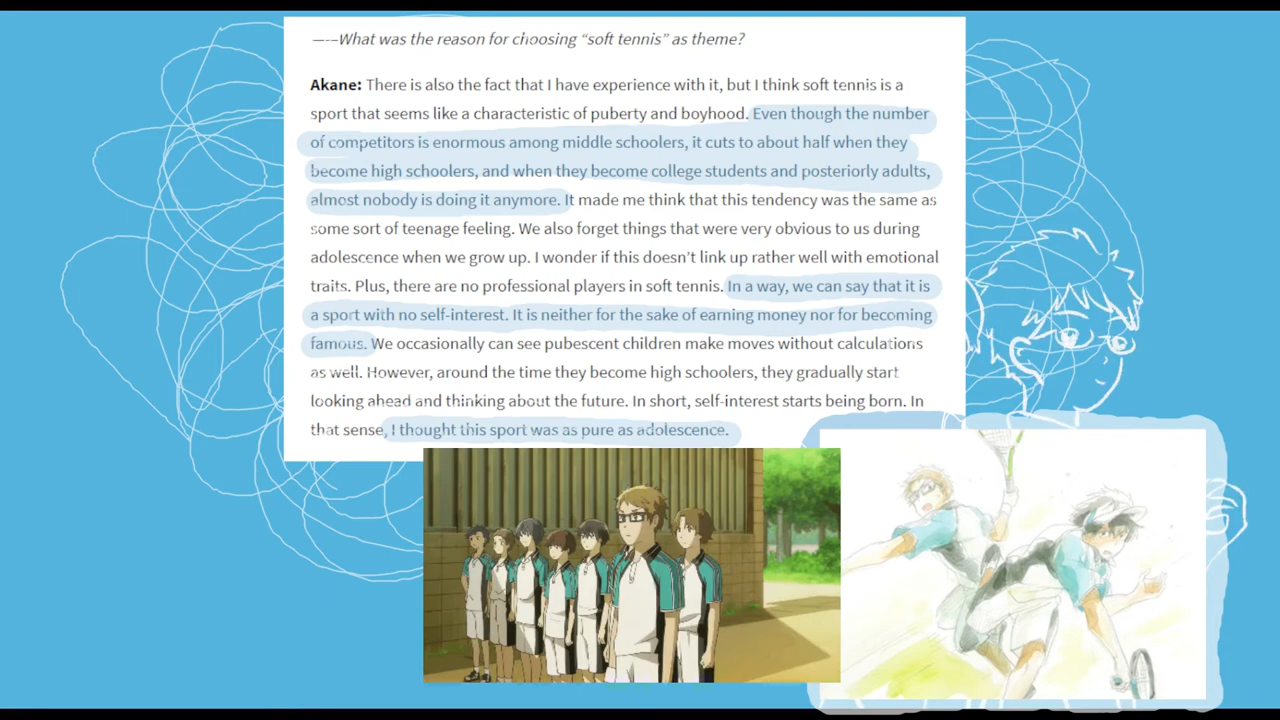 ——What was the reason for choosing “soft tennis” as theme?
Akane: There is also the fact that I have experience with it, but I think soft tennis is a
sport that seems like a characteristic of puberty and boyhood. Even though the number
of competitors is enormous among middle schoolers, it cuts to about half when they
become high schoolers, and when they become college students and posteriorly adults,
almost nobody is doing it anymore. It made me think that this tendency was the same as
some sort of teenage feeling. We also forget things that were very obvious to us during
adolescence when we grow up. I wonder if this doesn’t link up rather well with emotional
traits. Plus, there are no professional players in soft tennis. In a way, we can say that it is
a sport with no self-interest. It is neither for the sake of earning money nor for becoming
famous. We occasionally can see pubescent children make moves without calculations
as well. However, around the time they become high schoolers, they gradually start
looking ahead and thinking about the future. In short, self-interest starts being born. In
that sense, I thought this sport was as pure as adolescence.